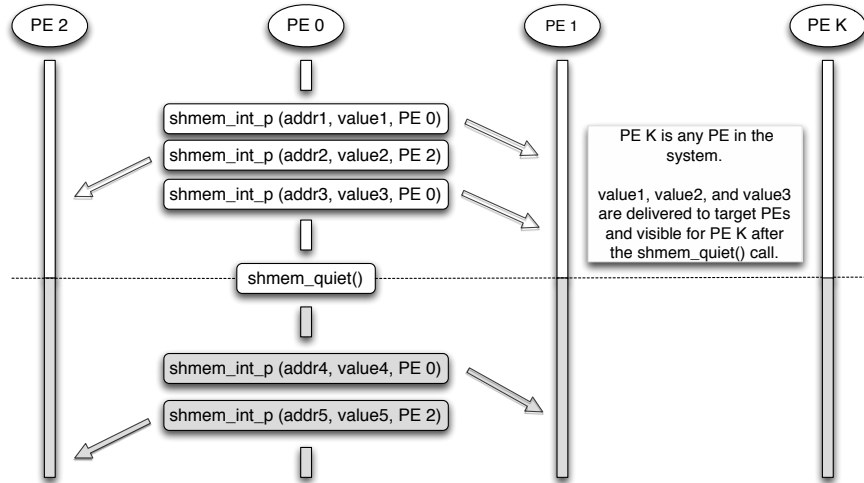 PE 2
PE 0
PE 1
PE K
shmem_int_p (addr1, value1, PE 0)
shmem_int_p (addr2, value2, PE 2)
shmem_int_p (addr3, value3, PE 0)
PE K is any PE in the
system.
value1, value2, and value3
are delivered to target PEs
and visible for PE K after
the shmem_quiet() call.
shmem_quiet()
shmem_int_p (addr4, value4, PE 0)
shmem_int_p (addr5, value5, PE 2)